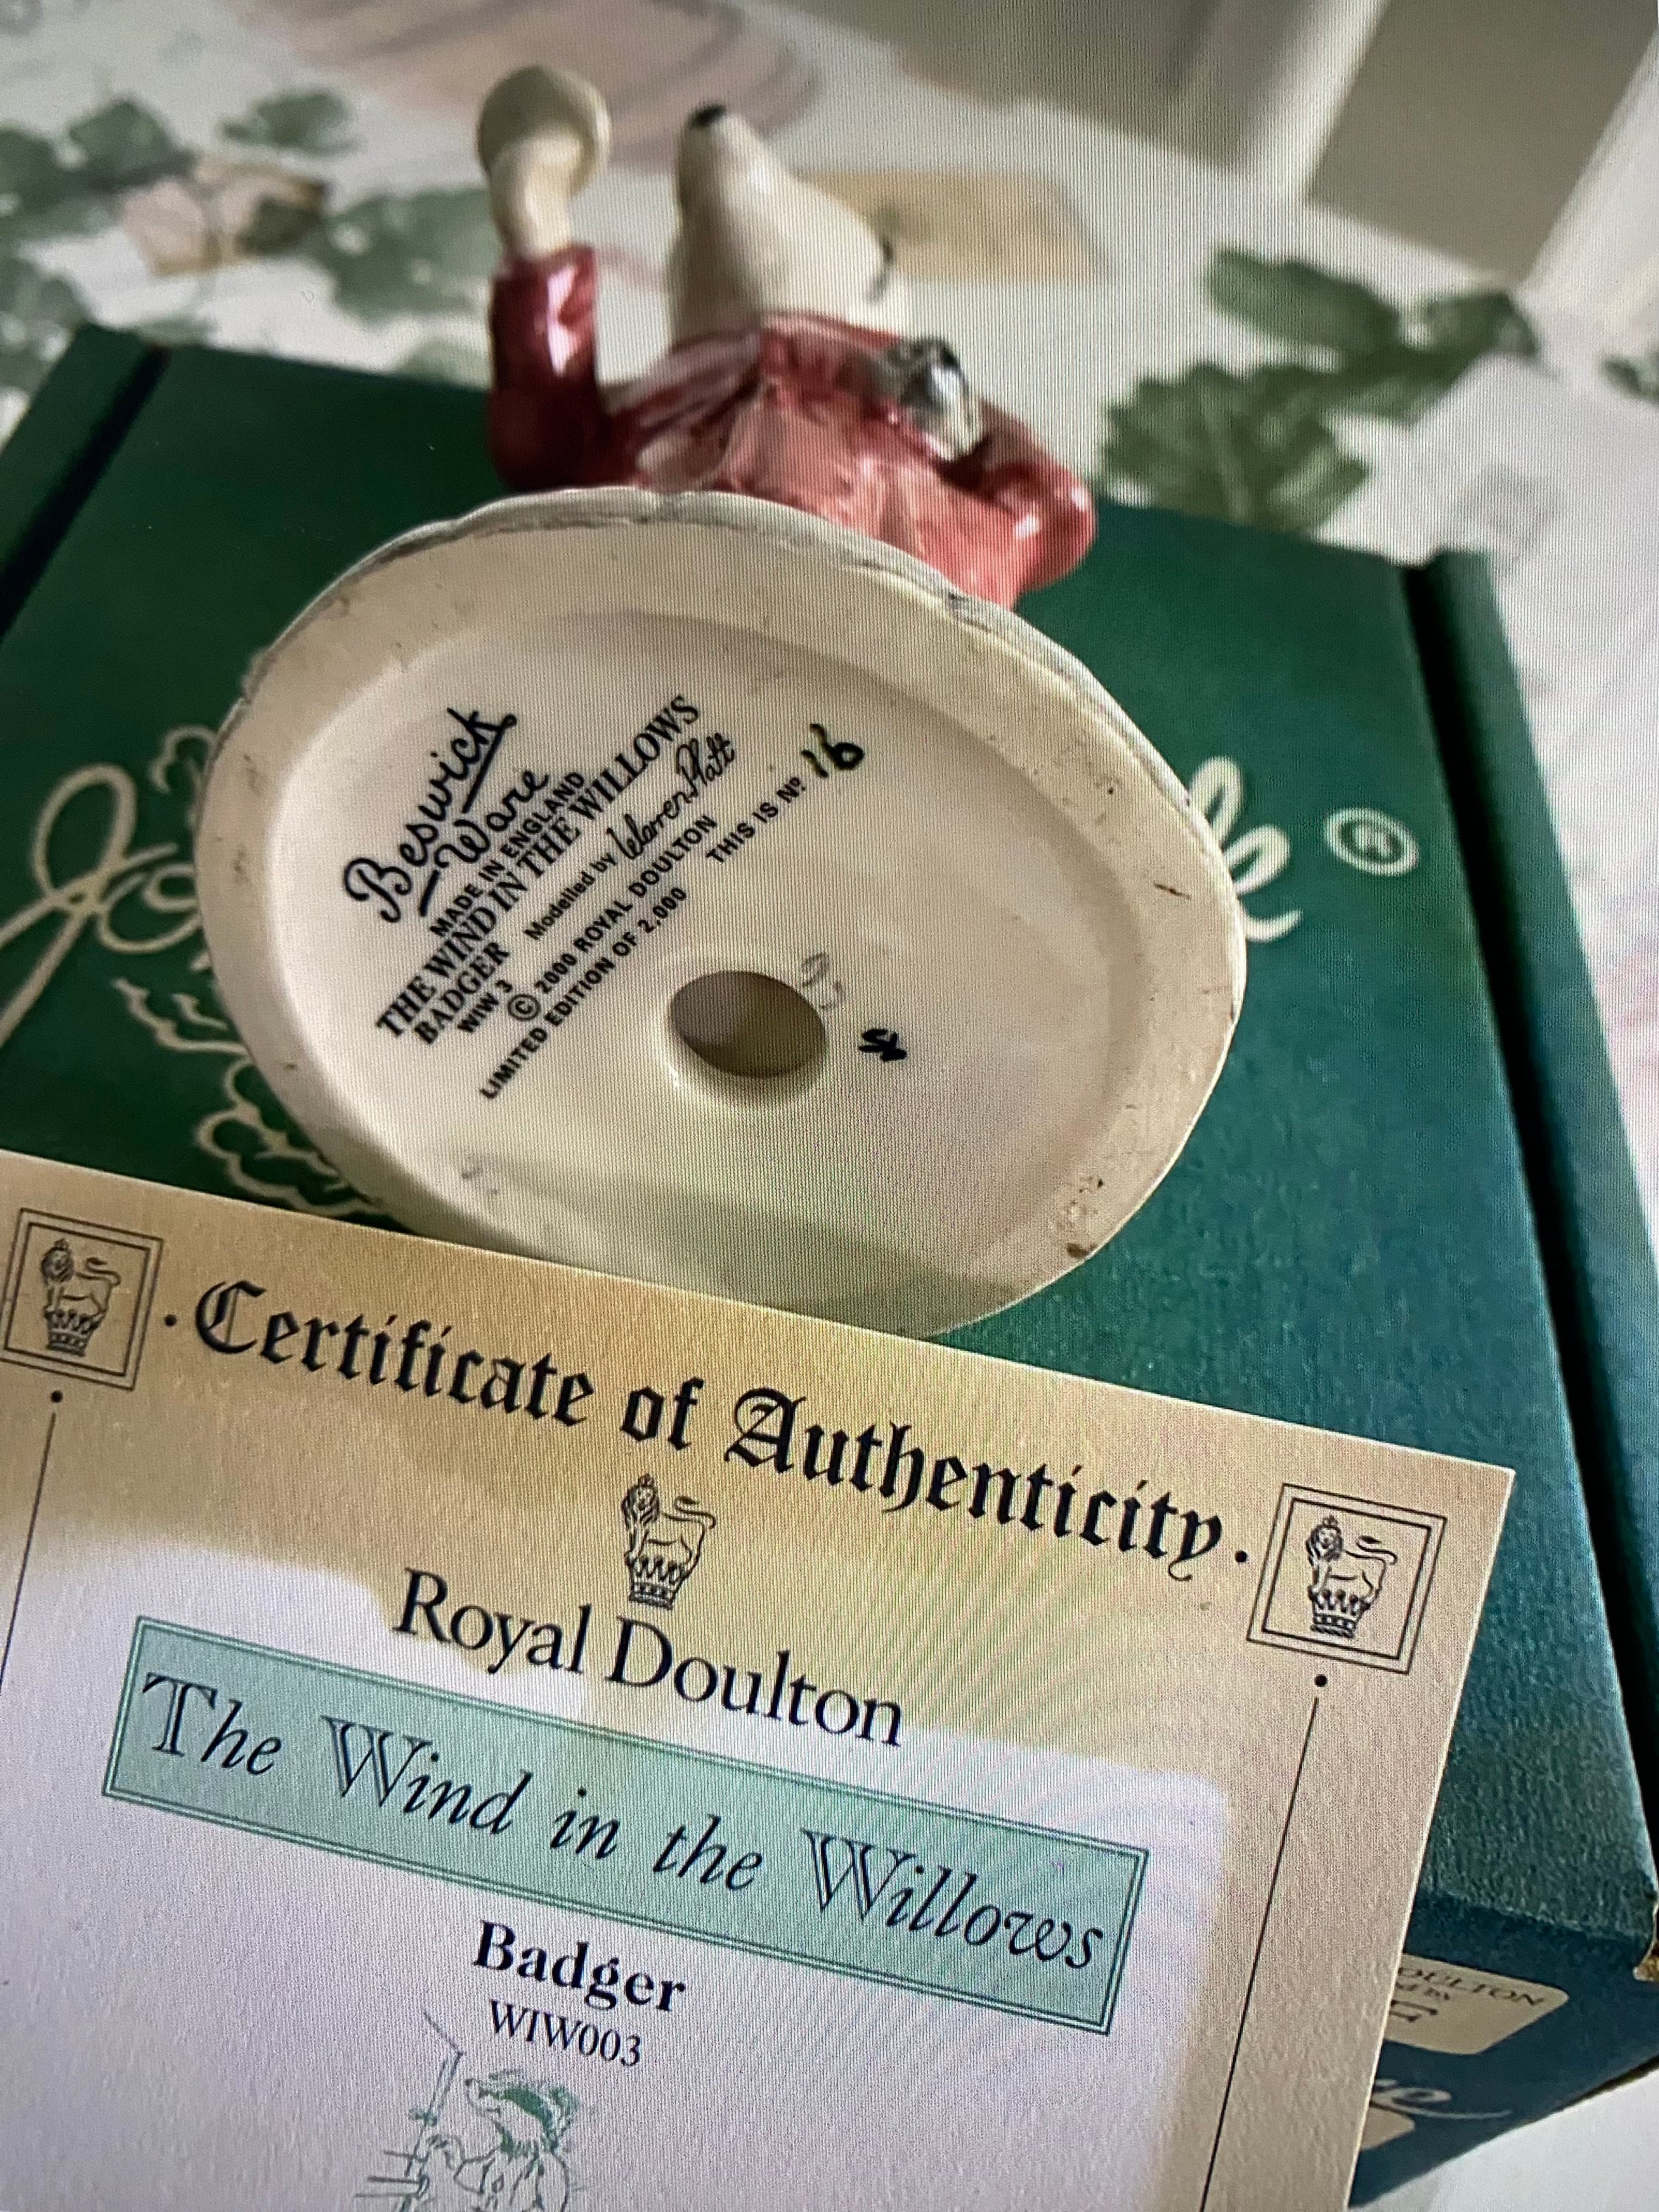 Beswick
Ware
MADE IN ENGLAND
THE WIND IN THE WILLOWS
BADGER Modelled by Warren Platt
WIW 3
© 2000 ROYAL DOULTON
LIMITED EDITION OF 2,000 THIS IS Nº 16
®
Certificate of Authenticity
Royal Doulton
The Wind in the Willows
Badger
WIW003
DOULTON